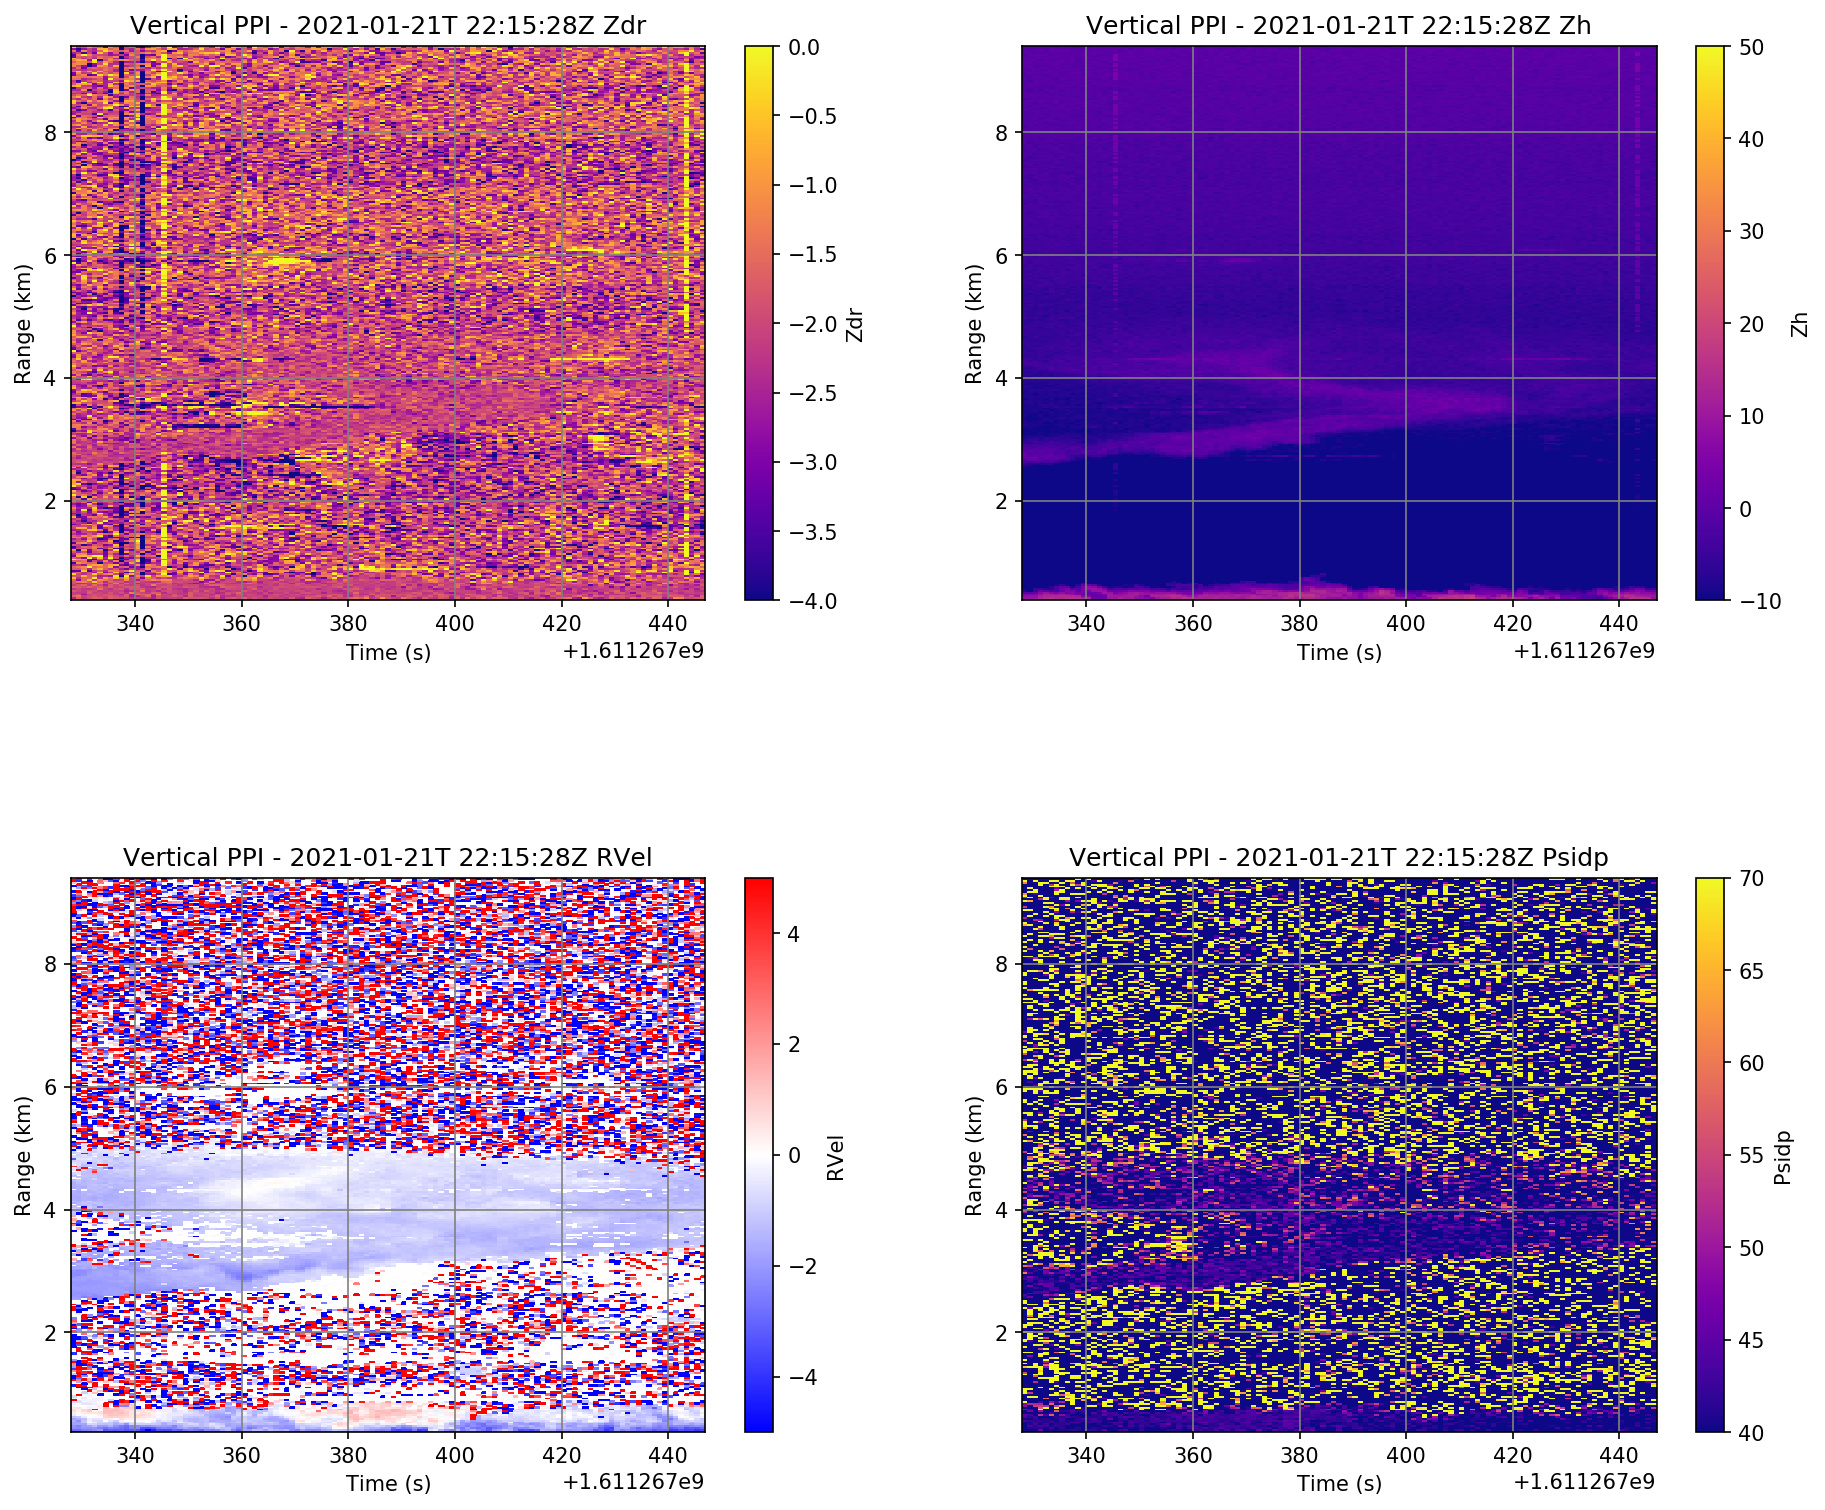 Vertical PPI - 2021-01-21T 22:15:28Z Zdr
Range (km)
8
6
4
2
340 360 380 400 420 440
Time (s)
+1.611267e9
0.0
−0.5
−1.0
−1.5
−2.0
−2.5
−3.0
−3.5
−4.0
Zdr
Vertical PPI - 2021-01-21T 22:15:28Z Zh
Range (km)
8
6
4
2
340 360 380 400 420 440
Time (s)
+1.611267e9
50
40
30
20
10
0
−10
Zh
Vertical PPI - 2021-01-21T 22:15:28Z RVel
Range (km)
8
6
4
2
340 360 380 400 420 440
Time (s)
+1.611267e9
4
2
0
−2
−4
RVel
Vertical PPI - 2021-01-21T 22:15:28Z Psidp
Range (km)
8
6
4
2
340 360 380 400 420 440
Time (s)
+1.611267e9
70
65
60
55
50
45
40
Psidp